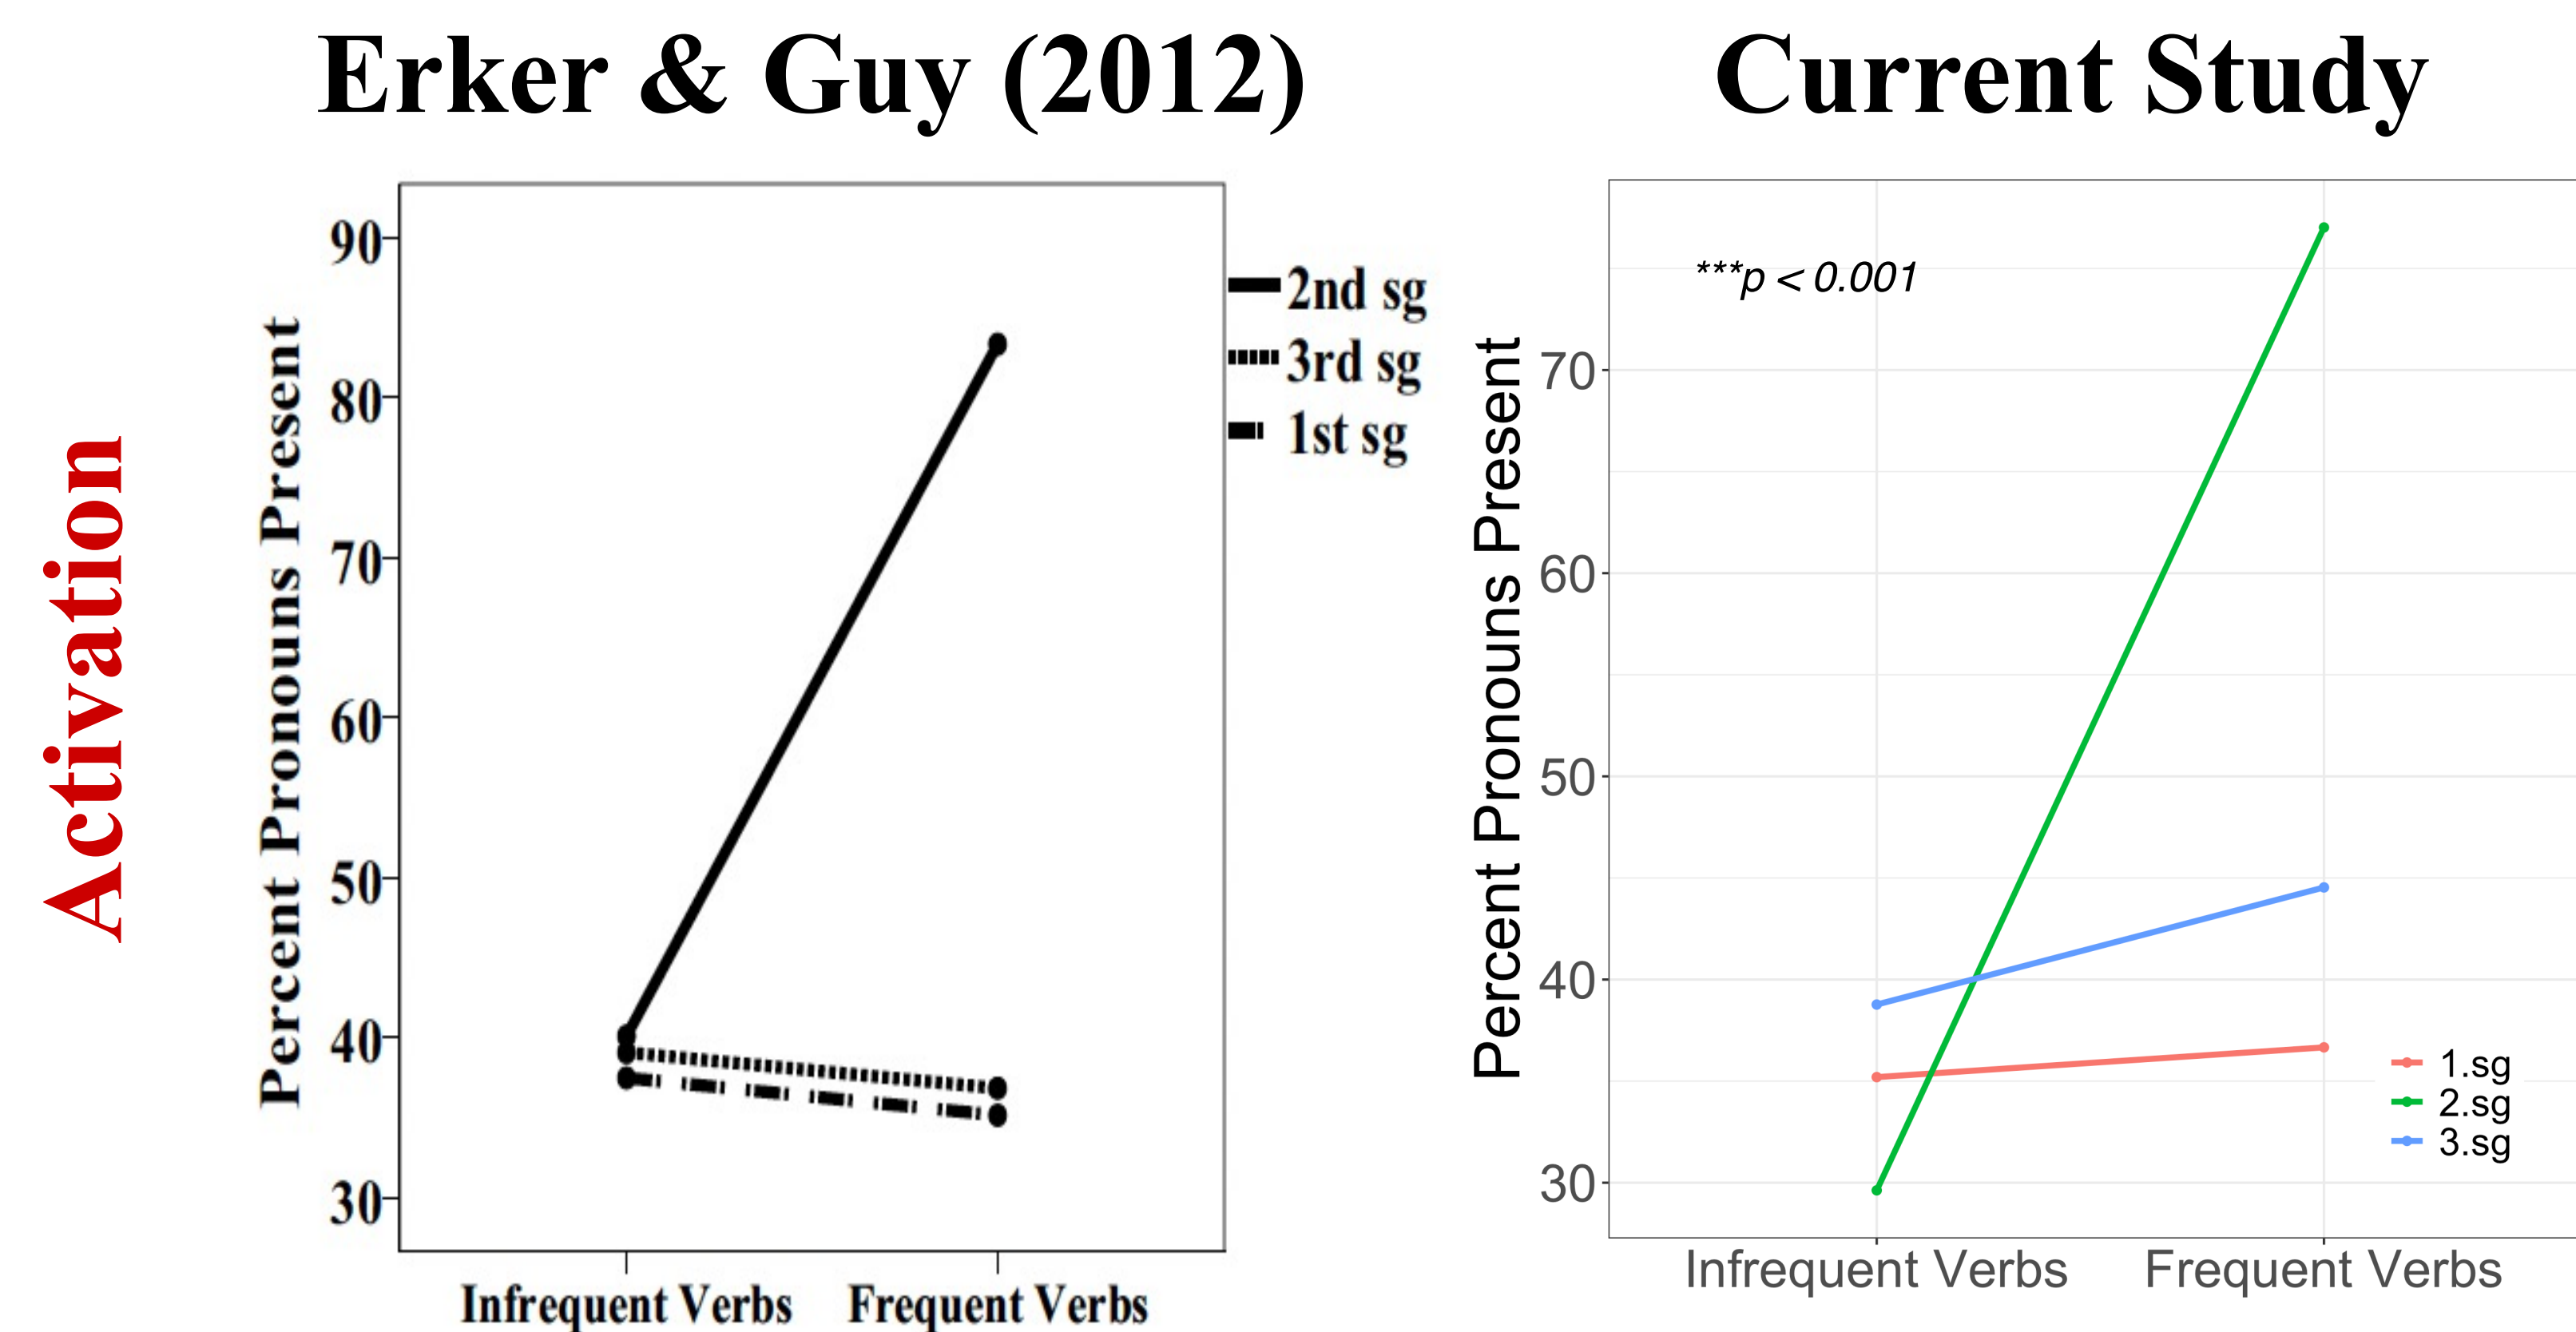 Erker & Guy (2012)
Current Study
Activation
Percent Pronouns Present
90
80
70
60
50
40
30
Infrequent Verbs
Frequent Verbs
2nd sg
3rd sg
1st sg
Percent Pronouns Present
***p < 0.001
70
60
50
40
30
Infrequent Verbs
Frequent Verbs
1.sg
2.sg
3.sg